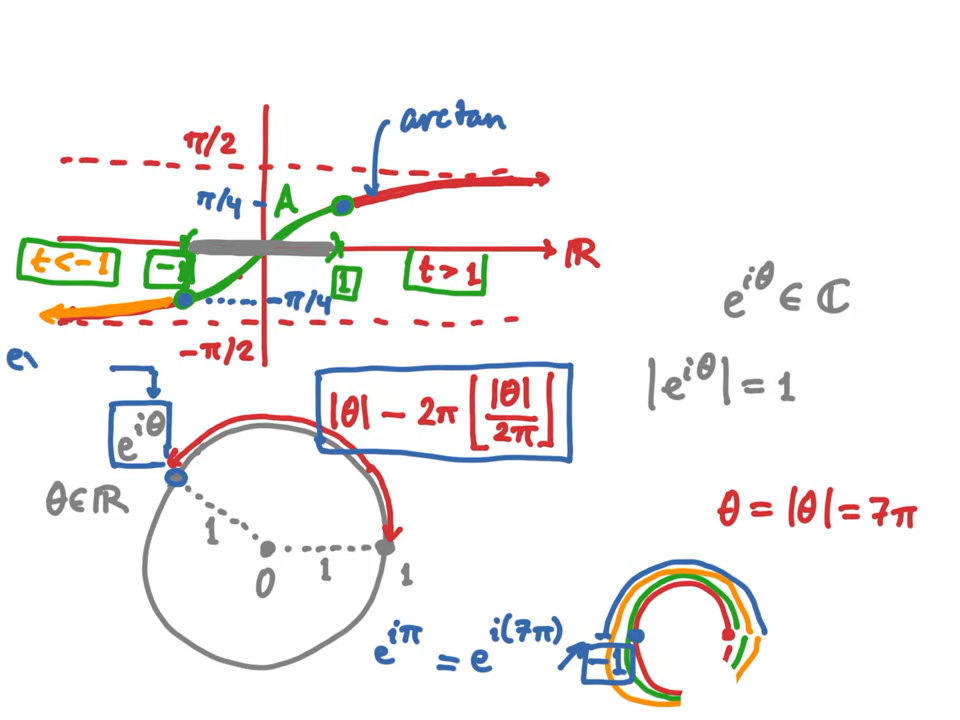 arctan
π/2
π/4 A
ℝ
t < -1
-1
1
t > 1
-π/4
-π/2
e^{iθ} ∈ ℂ
|e^{iθ}| = 1
|θ| - 2π ⌊|θ|/2π⌋
e^{iθ}
θ ∈ ℝ
1
0
1
1
θ = |θ| = 7π
e^{iπ} = e^{i(7π)}
-1
1